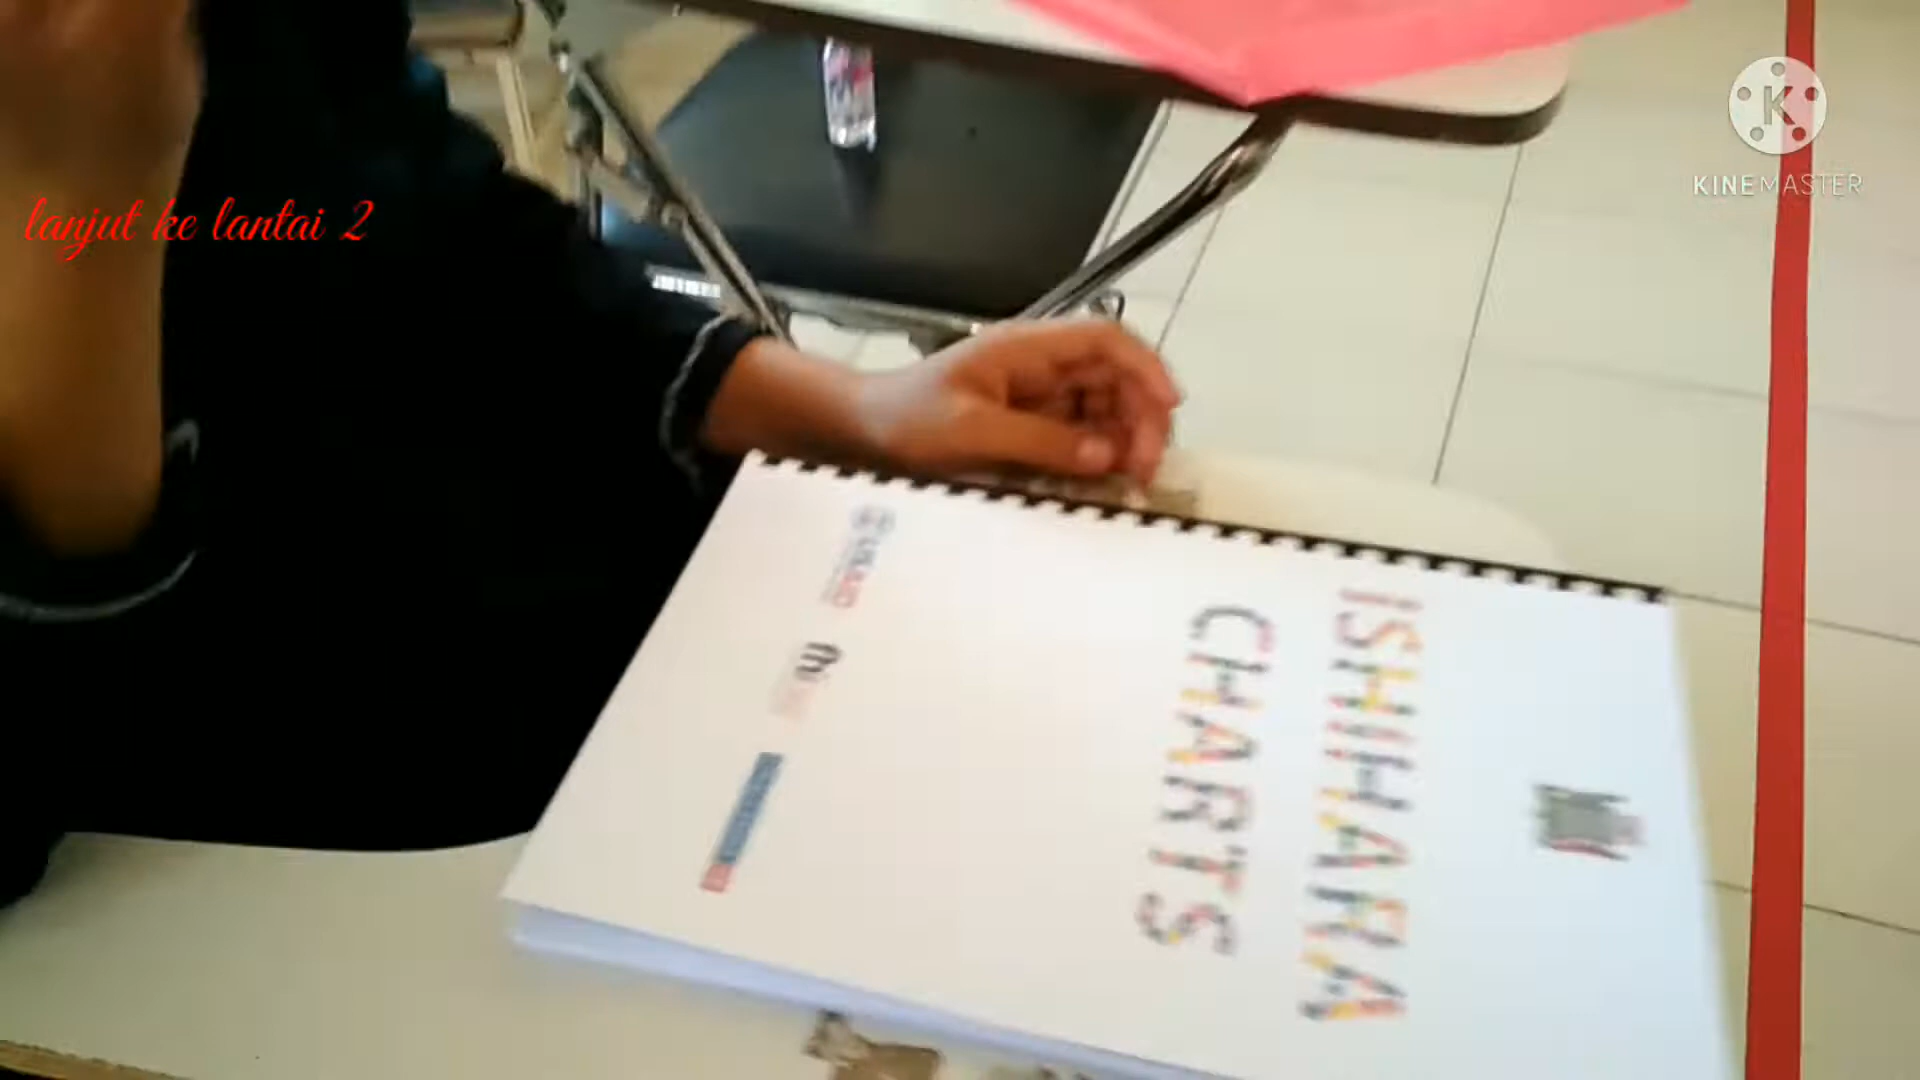 lanjut ke lantai 2
K
KINEMASTER
ISHIHARA
CHARTS